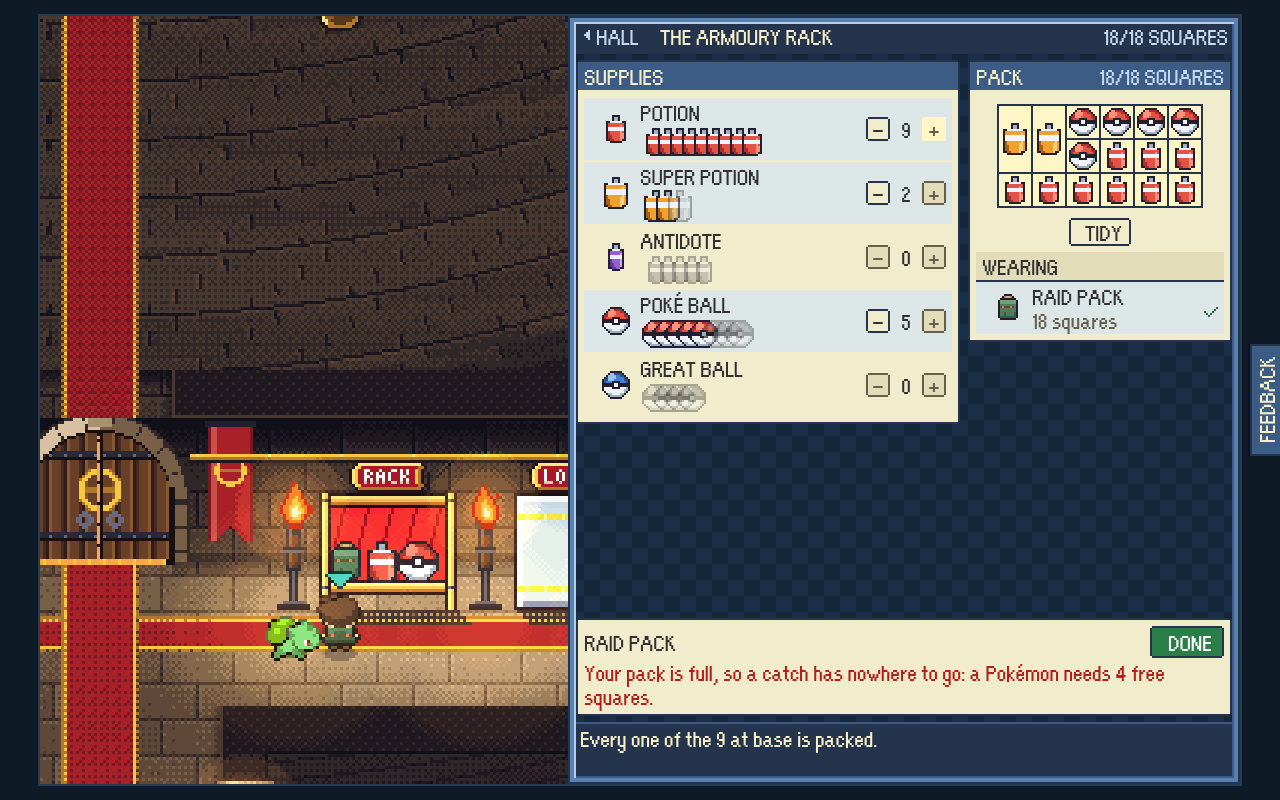 HALL
THE ARMOURY RACK
18/18 SQUARES
SUPPLIES
POTION
− 9 +
SUPER POTION
− 2 +
ANTIDOTE
− 0 +
POKÉ BALL
− 5 +
GREAT BALL
− 0 +
PACK
18/18 SQUARES
TIDY
WEARING
RAID PACK
18 squares
RACK
LO
RAID PACK
DONE
Your pack is full, so a catch has nowhere to go: a Pokémon needs 4 free
squares.
Every one of the 9 at base is packed.
FEEDBACK